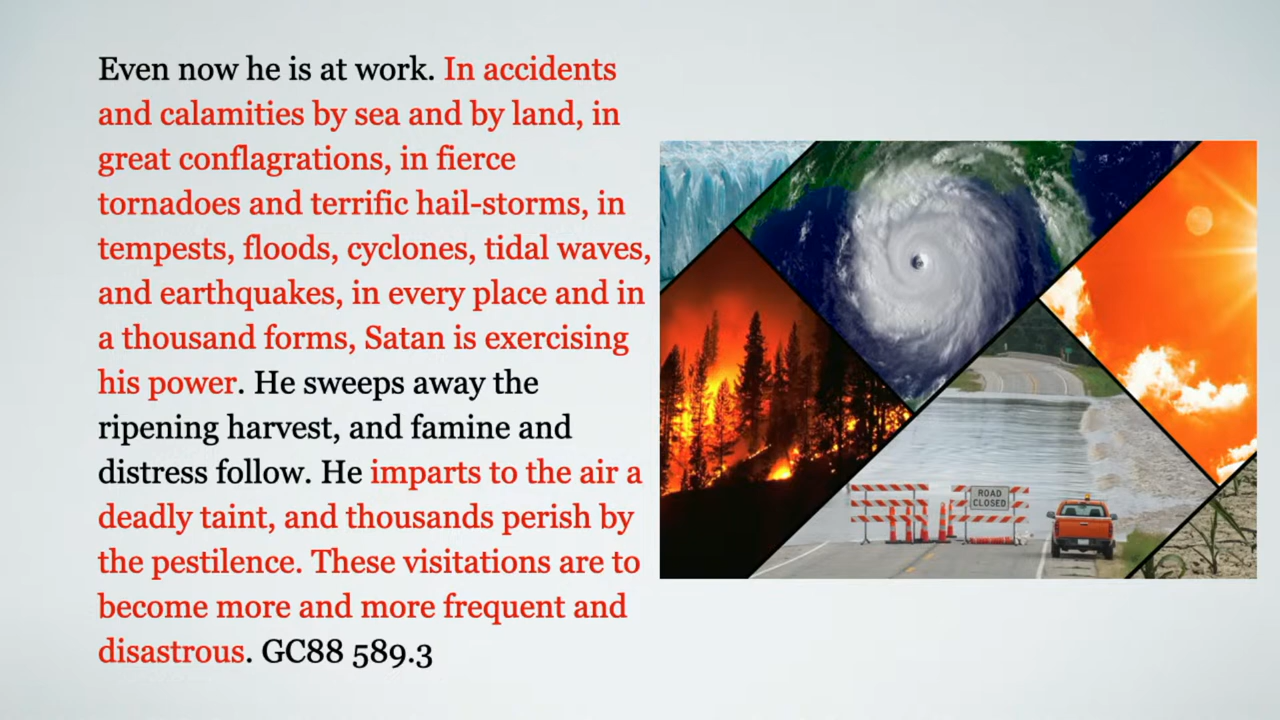 Even now he is at work. In accidents
and calamities by sea and by land, in
great conflagrations, in fierce
tornadoes and terrific hail-storms, in
tempests, floods, cyclones, tidal waves,
and earthquakes, in every place and in
a thousand forms, Satan is exercising
his power. He sweeps away the
ripening harvest, and famine and
distress follow. He imparts to the air a
deadly taint, and thousands perish by
the pestilence. These visitations are to
become more and more frequent and
disastrous. GC88 589.3
ROAD
CLOSED